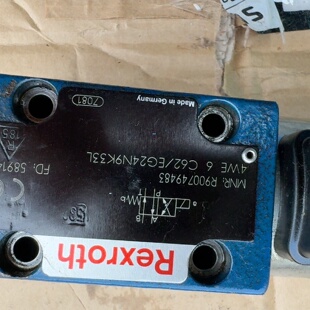 Rexroth
MNR: R900749483
4WE 6 C62/EG24N9K33L
FD: 5891
7081
Made in Germany
a
A B
P
S